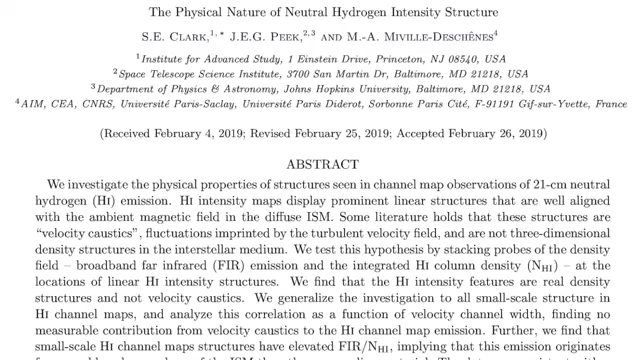 The Physical Nature of Neutral Hydrogen Intensity Structure
S.E. Clark,1, * J.E.G. Peek,2, 3 and M.-A. Miville-Deschênes4
1Institute for Advanced Study, 1 Einstein Drive, Princeton, NJ 08540, USA
2Space Telescope Science Institute, 3700 San Martin Dr, Baltimore, MD 21218, USA
3Department of Physics & Astronomy, Johns Hopkins University, Baltimore, MD 21218, USA
4AIM, CEA, CNRS, Université Paris-Saclay, Université Paris Diderot, Sorbonne Paris Cité, F-91191 Gif-sur-Yvette, France
(Received February 4, 2019; Revised February 25, 2019; Accepted February 26, 2019)
ABSTRACT
We investigate the physical properties of structures seen in channel map observations of 21-cm neutral
hydrogen (HI) emission. HI intensity maps display prominent linear structures that are well aligned
with the ambient magnetic field in the diffuse ISM. Some literature holds that these structures are
“velocity caustics”, fluctuations imprinted by the turbulent velocity field, and are not three-dimensional
density structures in the interstellar medium. We test this hypothesis by stacking probes of the density
field – broadband far infrared (FIR) emission and the integrated HI column density (NHI) – at the
locations of linear HI intensity structures. We find that the HI intensity features are real density
structures and not velocity caustics. We generalize the investigation to all small-scale structure in
HI channel maps, and analyze this correlation as a function of velocity channel width, finding no
measurable contribution from velocity caustics to the HI channel map emission. Further, we find that
small-scale HI channel maps structures have elevated FIR/NHI, implying that this emission originates